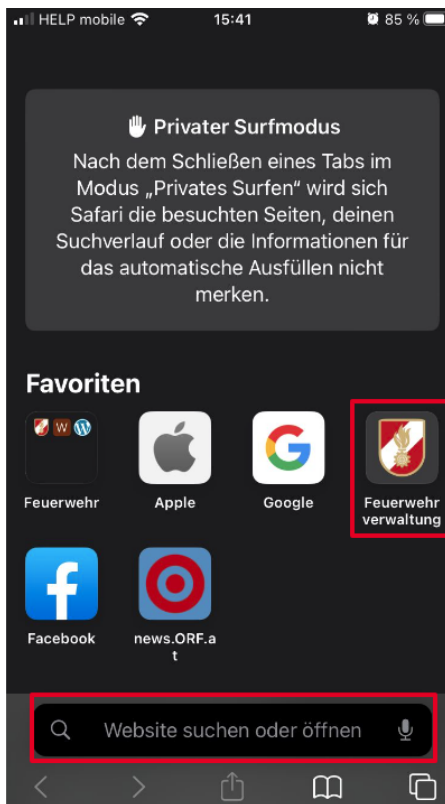 HELP mobile 15:41 85 %
Privater Surfmodus
Nach dem Schließen eines Tabs im
Modus „Privates Surfen“ wird sich
Safari die besuchten Seiten, deinen
Suchverlauf oder die Informationen für
das automatische Ausfüllen nicht
merken.
Favoriten
W
Feuerwehr
Apple
G
Google
Feuerwehr
verwaltung
f
Facebook
news.ORF.a
t
Website suchen oder öffnen